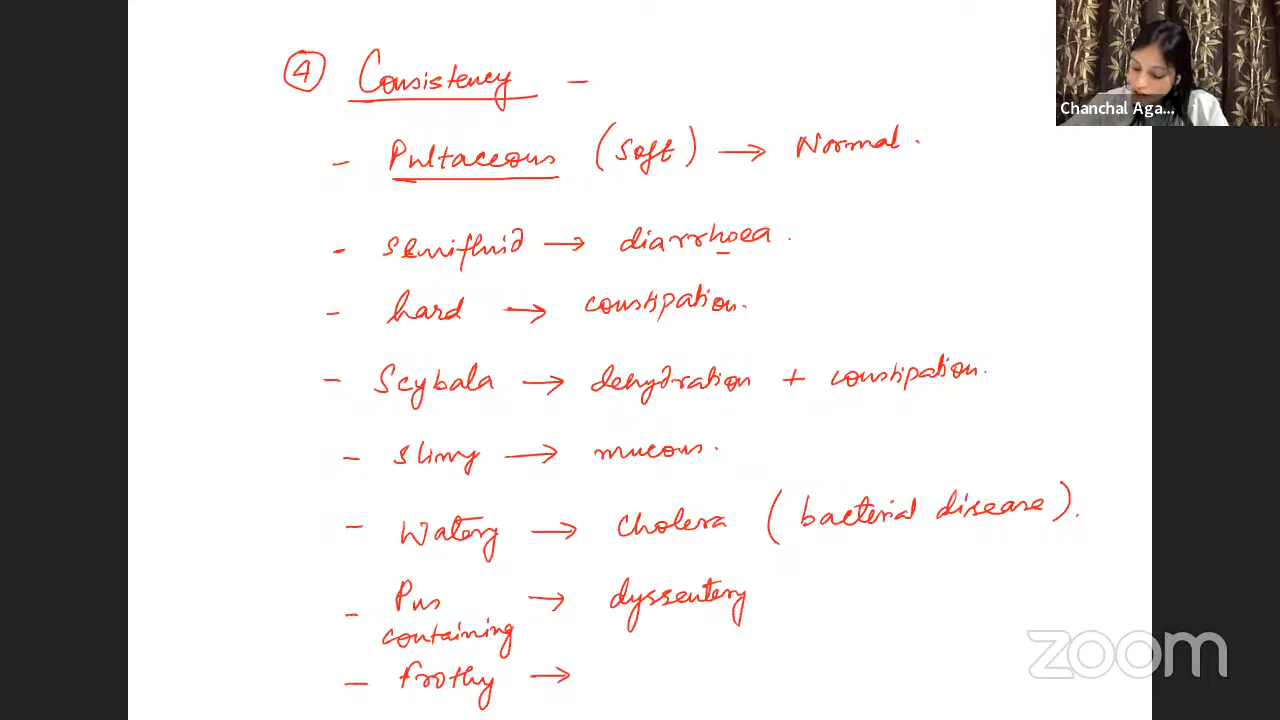 ④ Consistency -
Chanchal Aga...
- Pultaceous (soft) → Normal.
- Semifluid → diarrhoea.
- hard → constipation.
- Scybala → dehydration + constipation.
- Slimy → mucous.
- Watery → Cholera (bacterial disease).
- Pus containing → dyssentery
- frothy →
zoom